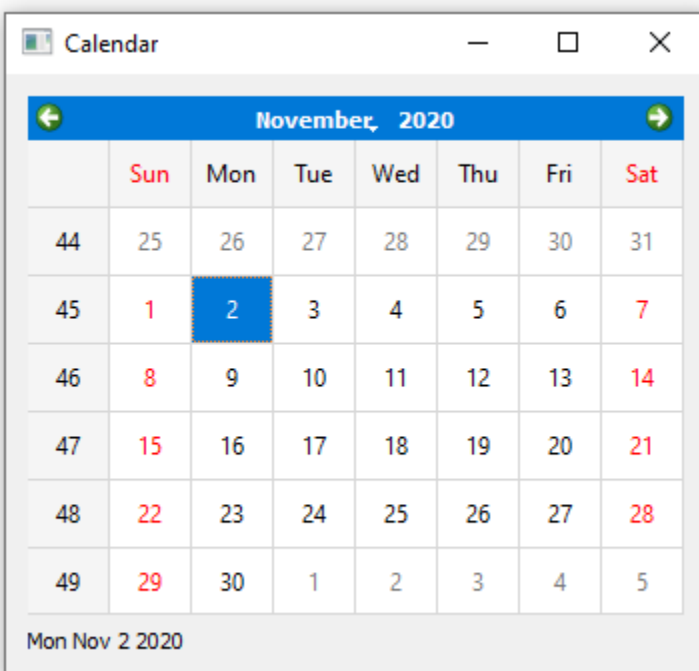 Calendar
November, 2020
Sun Mon Tue Wed Thu Fri Sat
44 25 26 27 28 29 30 31
45 1 2 3 4 5 6 7
46 8 9 10 11 12 13 14
47 15 16 17 18 19 20 21
48 22 23 24 25 26 27 28
49 29 30 1 2 3 4 5
Mon Nov 2 2020